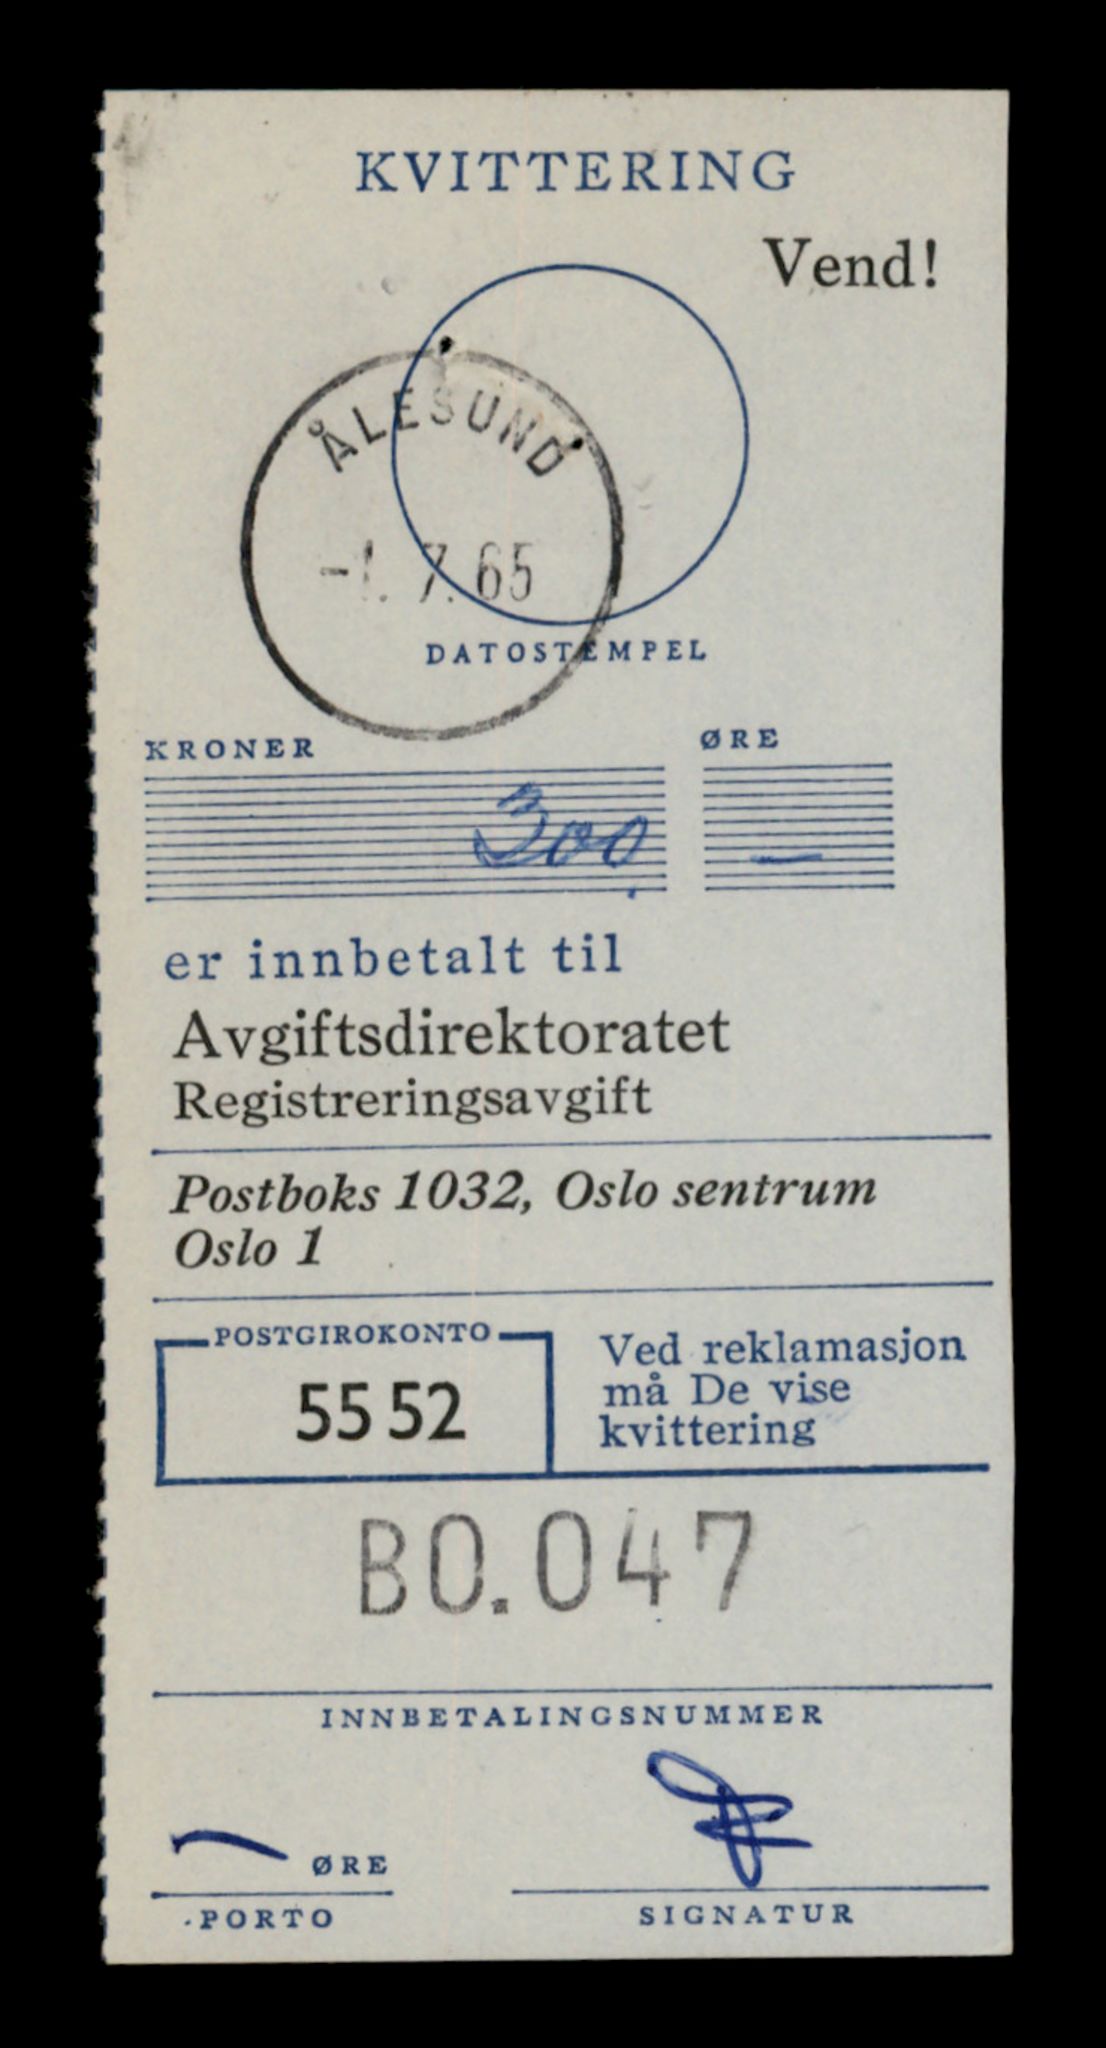 KVITTERING
Vend!
ÅLESUND
-1. 7. 65
DATOSTEMPEL
KRONER ØRE
300, —
er innbetalt til
Avgiftsdirektoratet
Registreringsavgift
Postboks 1032, Oslo sentrum
Oslo 1
POSTGIROKONTO
55 52
Ved reklamasjon
må De vise
kvittering
BO.047
INNBETALINGSNUMMER
— ØRE
PORTO
SIGNATUR